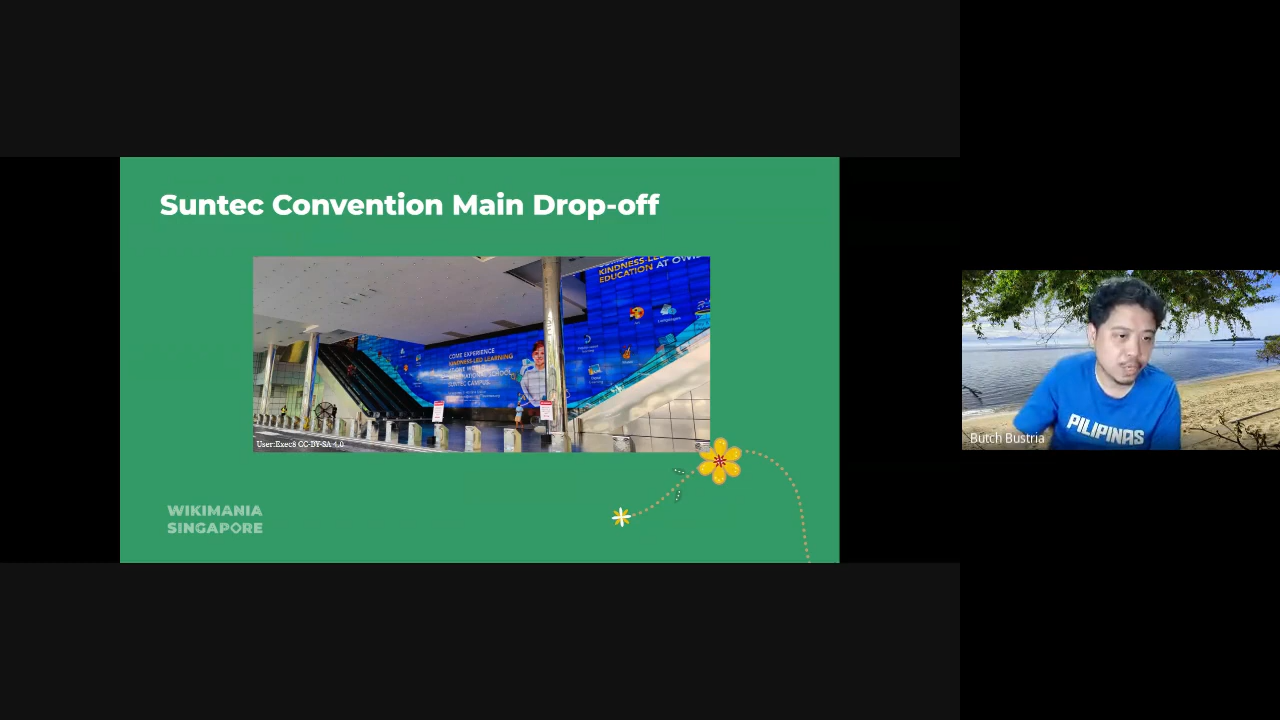 Suntec Convention Main Drop-off
KINDNESS-LED
EDUCATION AT OWIS
COME EXPERIENCE
KINDNESS-LED LEARNING
SUNTEC CAMPUS
User:Exec8 CC-BY-SA 4.0
WIKIMANIA
SINGAPORE
PILIPINAS
Butch Bustria